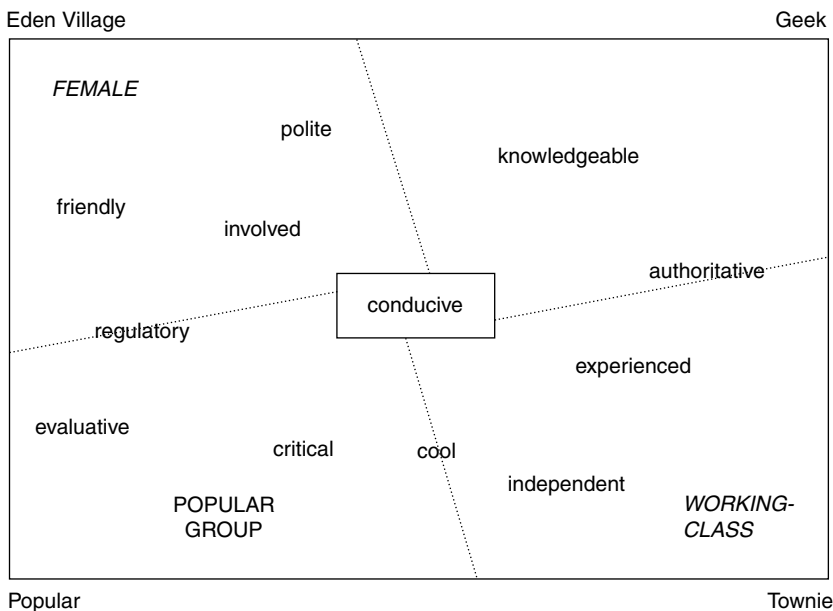 Eden Village
Geek
FEMALE
polite
knowledgeable
friendly
involved
authoritative
conducive
regulatory
experienced
evaluative
critical
cool
independent
POPULAR
GROUP
WORKING-
CLASS
Popular
Townie